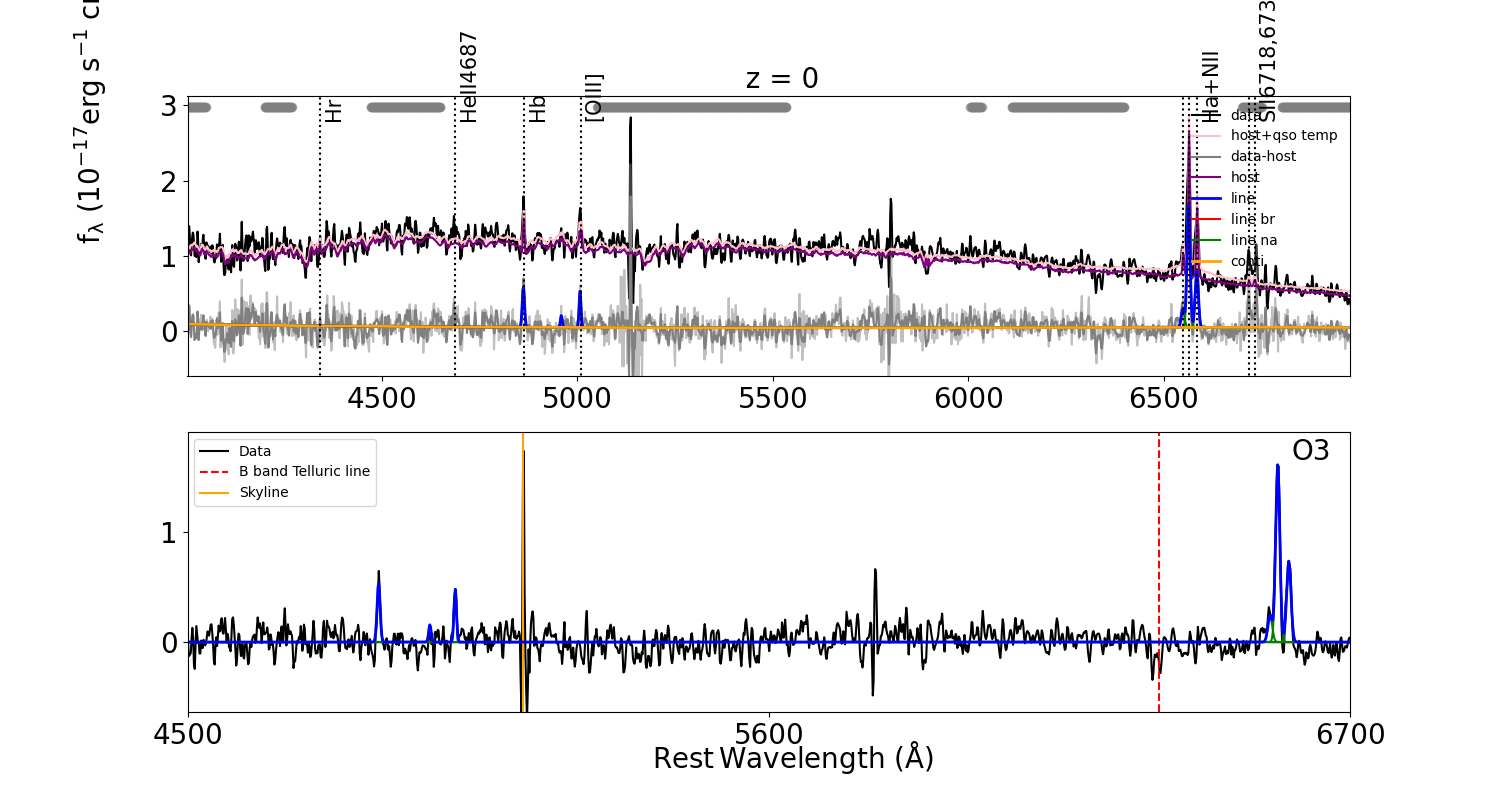 z = 0
f_λ (10^−17 erg s^−1
Hr
HeII4687
Hb
[OIII]
Ha+NII
SII6718,673
data
host+qso temp
data-host
host
line
line br
line na
conti
3
2
1
0
4500 5000 5500 6000 6500
Data
B band Telluric line
Skyline
O3
1
0
4500 5600 6700
Rest Wavelength (Å)